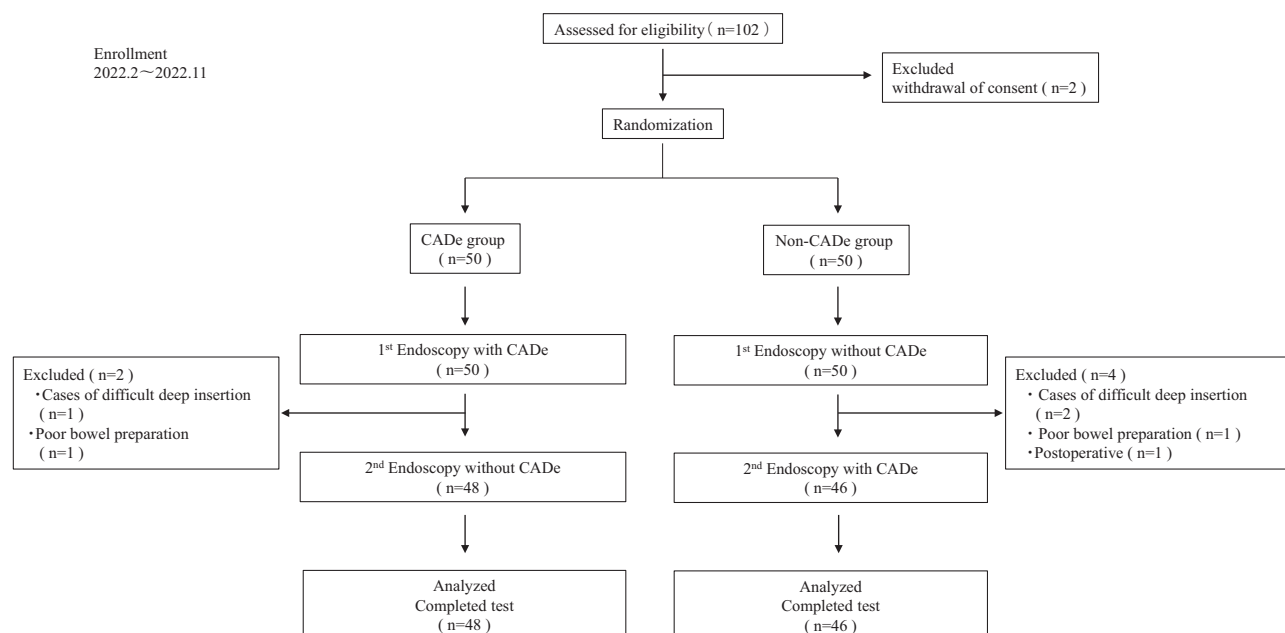 Assessed for eligibility ( n=102 )
Enrollment
2022.2~2022.11
Excluded
withdrawal of consent ( n=2 )
Randomization
CADe group
( n=50 )
Non-CADe group
( n=50 )
1st Endoscopy with CADe
( n=50 )
1st Endoscopy without CADe
( n=50 )
Excluded ( n=2 )
・Cases of difficult deep insertion
( n=1 )
・Poor bowel preparation
( n=1 )
Excluded ( n=4 )
・ Cases of difficult deep insertion
( n=2 )
・ Poor bowel preparation ( n=1 )
・Postoperative ( n=1 )
2nd Endoscopy without CADe
( n=48 )
2nd Endoscopy with CADe
( n=46 )
Analyzed
Completed test
( n=48 )
Analyzed
Completed test
( n=46 )